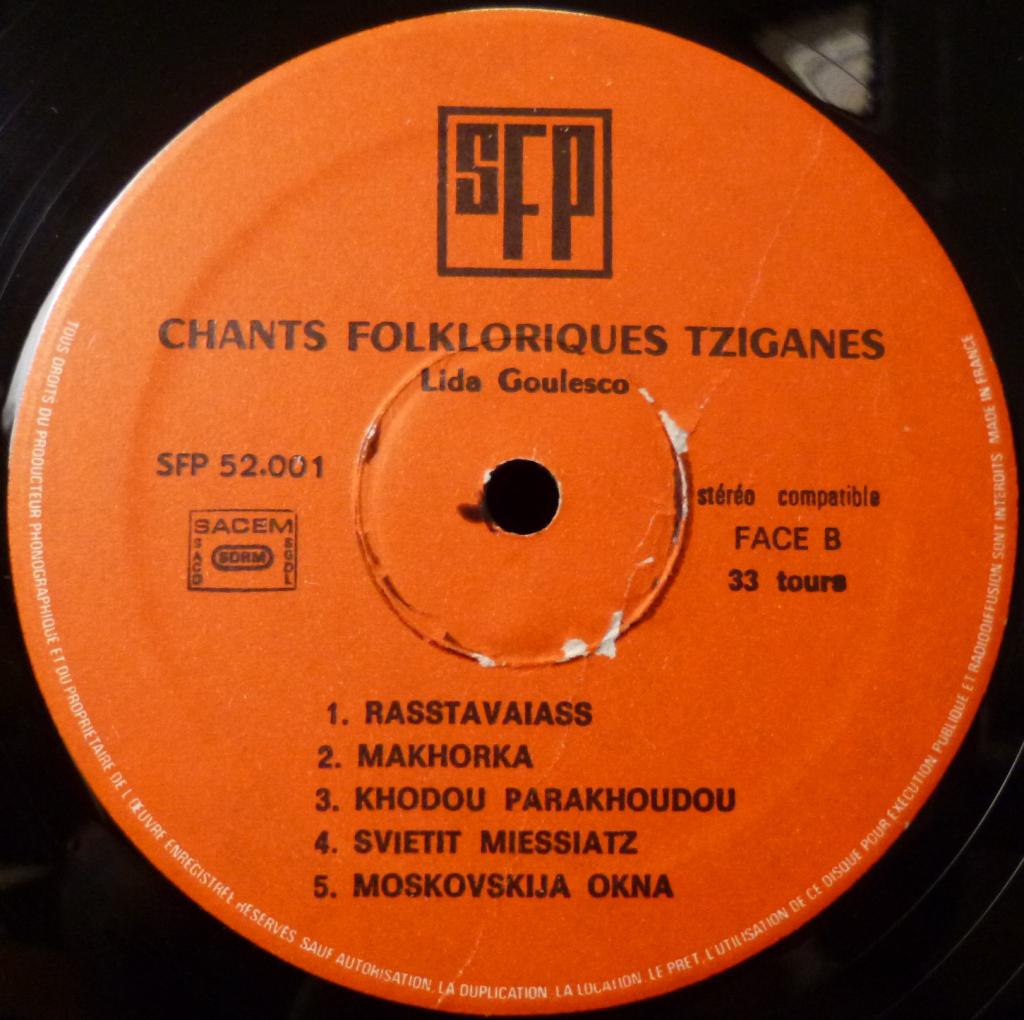 SFP
CHANTS FOLKLORIQUES TZIGANES
Lida Goulesco
SFP 52.001
SACEM
SACD
SDRM
SGDL
stéréo compatible
FACE B
33 tours
1. RASSTAVAIASS
2. MAKHORKA
3. KHODOU PARAKHOUDOU
4. SVIETIT MIESSIATZ
5. MOSKOVSKIJA OKNA
TOUS DROITS DU PRODUCTEUR PHONOGRAPHIQUE ET DU PROPRIETAIRE DE L'ŒUVRE ENREGISTRÉE RESERVES SAUF AUTORISATION, LA DUPLICATION, LA LOCATION, LE PRET, L'UTILISATION DE CE DISQUE POUR EXECUTION PUBLIQUE ET RADIODIFFUSION SONT INTERDITS MADE IN FRANCE